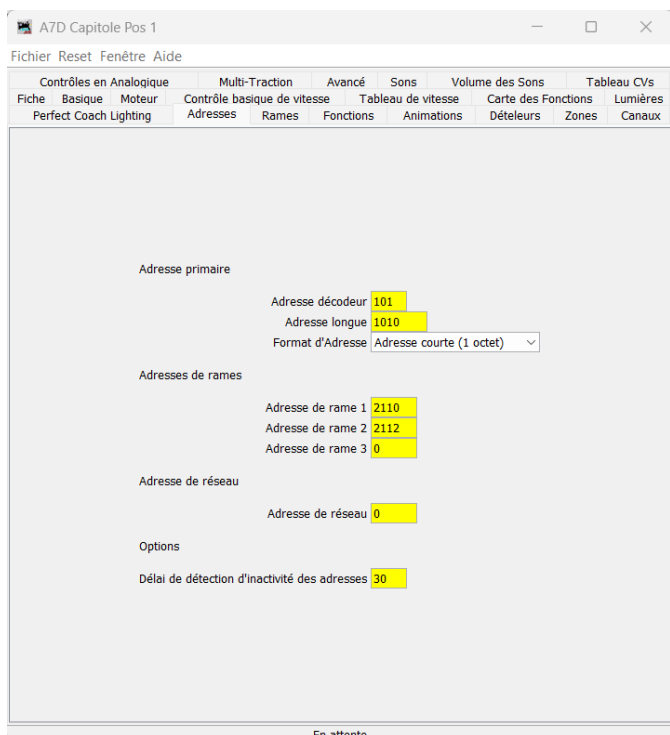 A7D Capitole Pos 1
Fichier Reset Fenêtre Aide
Contrôles en Analogique Multi-Traction Avancé Sons Volume des Sons Tableau CVs
Fiche Basique Moteur Contrôle basique de vitesse Tableau de vitesse Carte des Fonctions Lumières
Perfect Coach Lighting Adresses Rames Fonctions Animations Dételeurs Zones Canaux
Adresse primaire
Adresse décodeur 101
Adresse longue 1010
Format d'Adresse Adresse courte (1 octet)
Adresses de rames
Adresse de rame 1 2110
Adresse de rame 2 2112
Adresse de rame 3 0
Adresse de réseau
Adresse de réseau 0
Options
Délai de détection d'inactivité des adresses 30
En attente